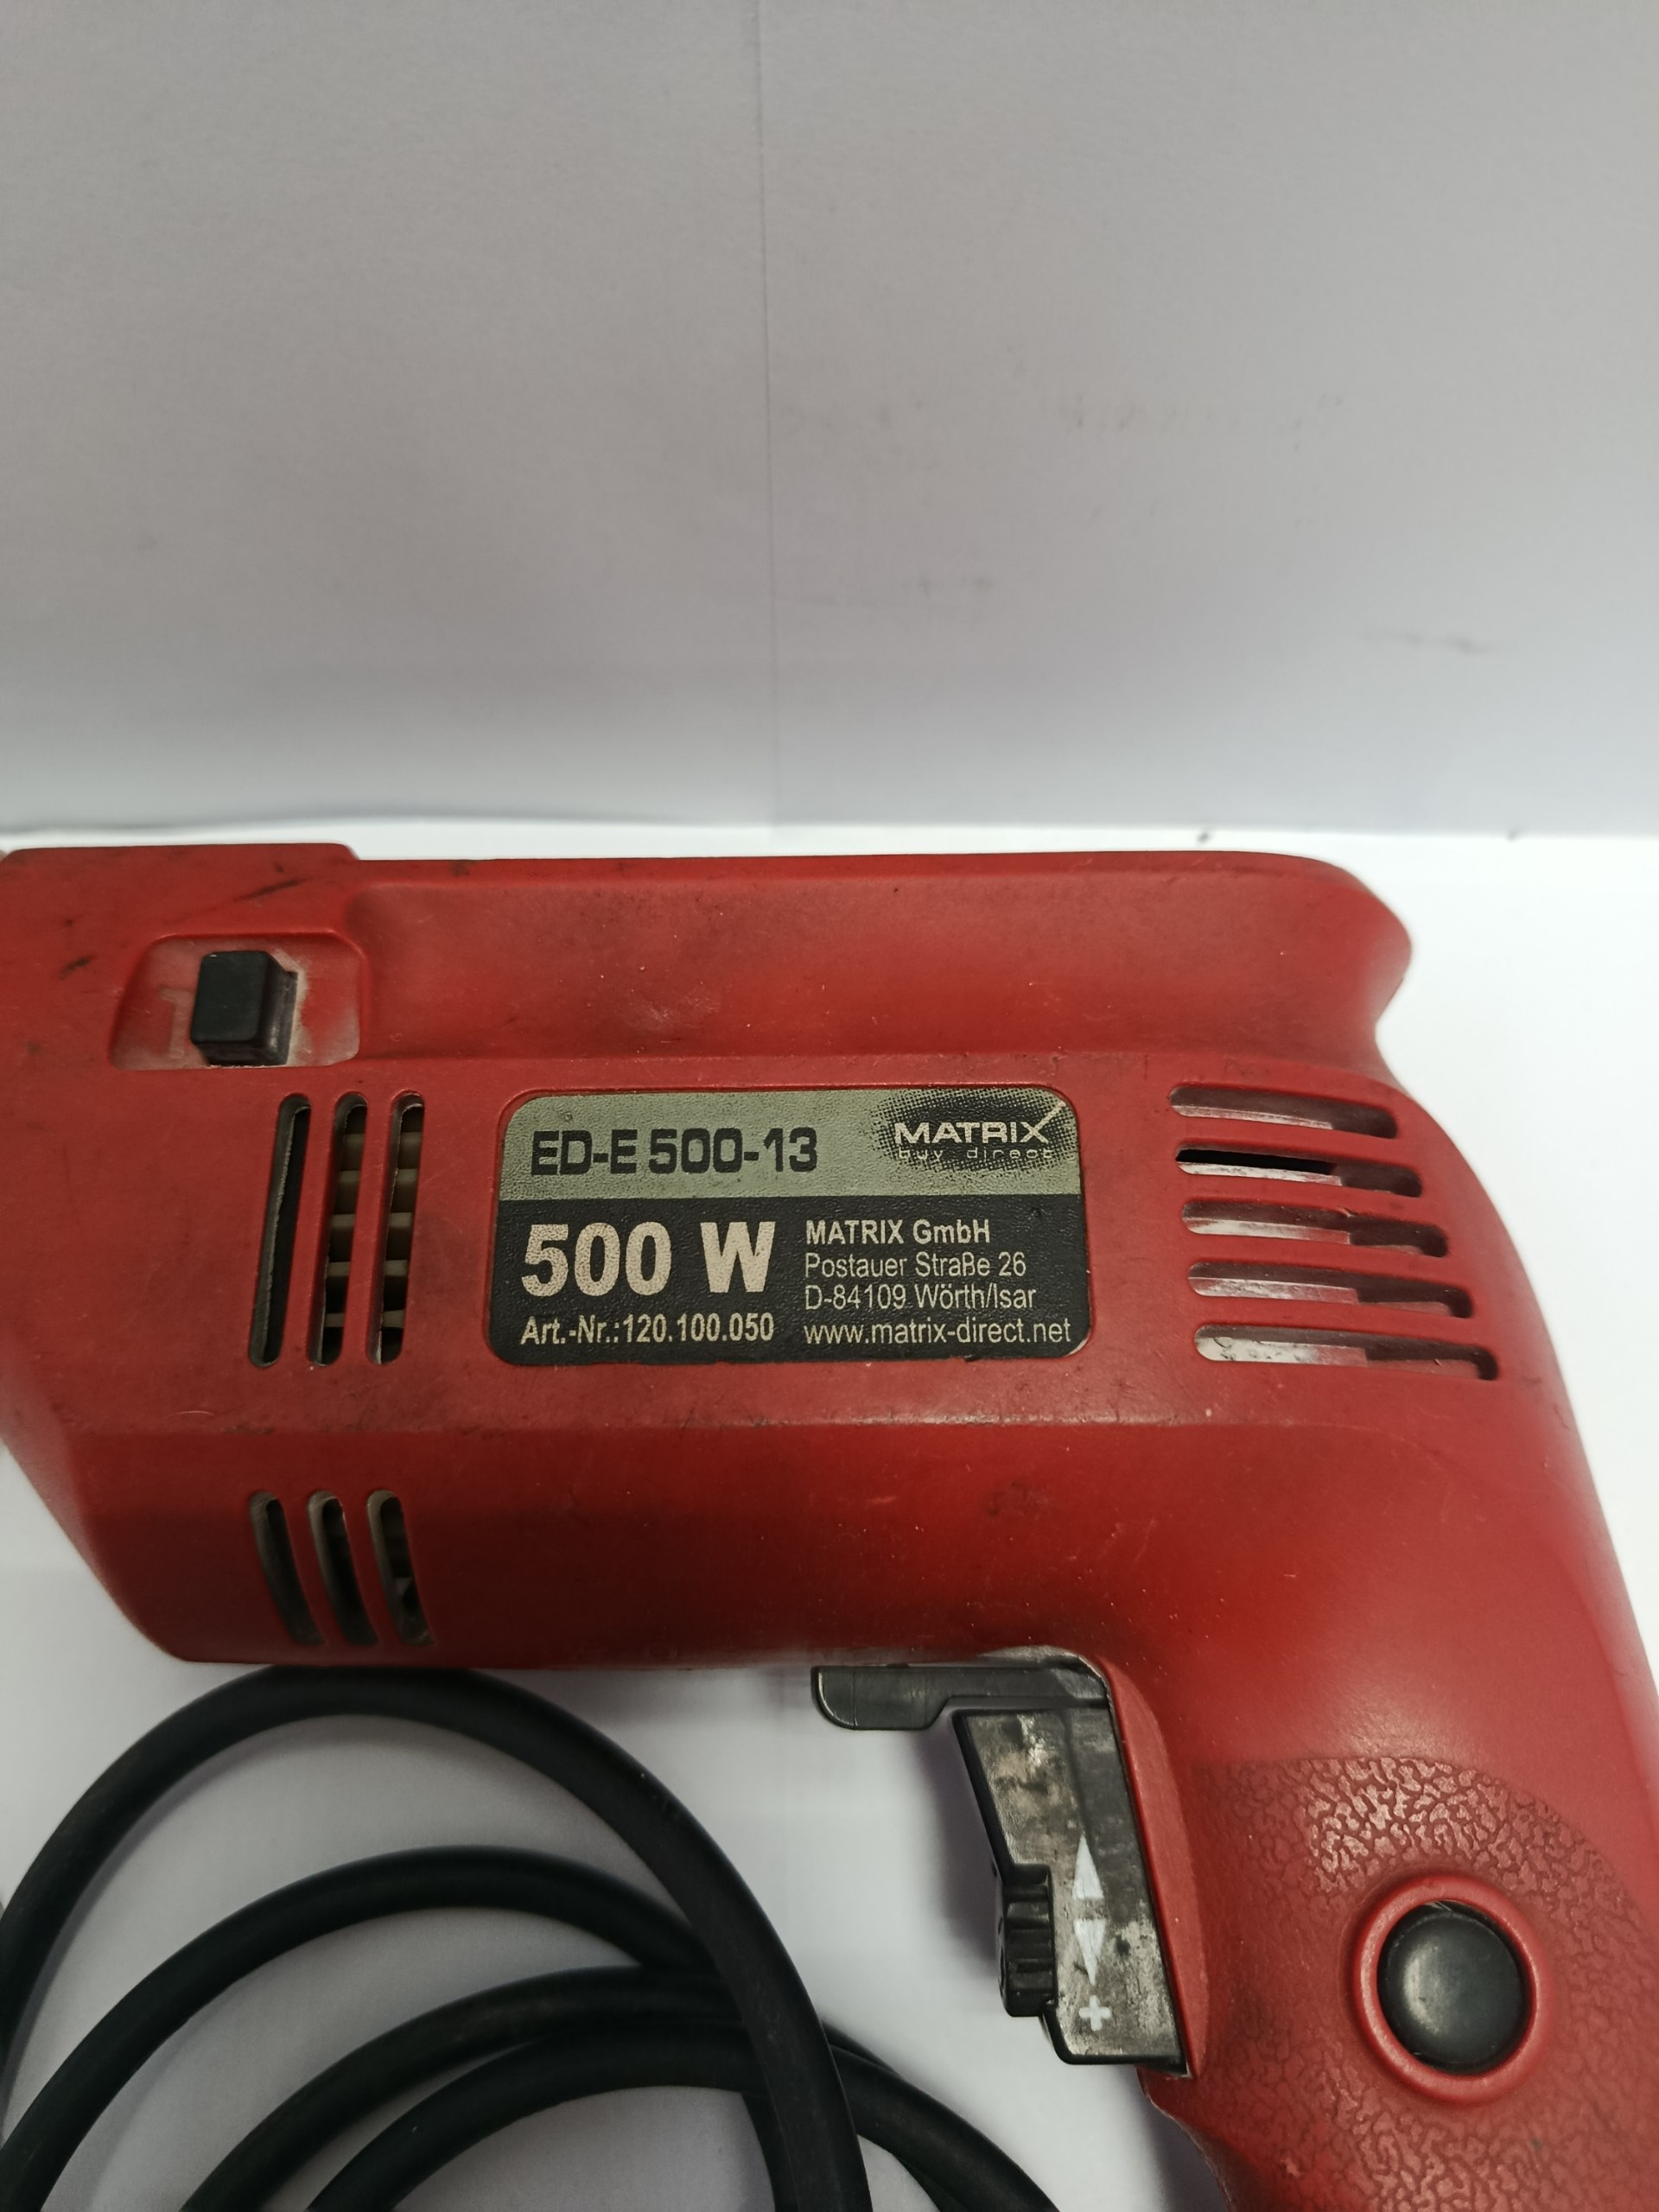 ED-E 500-13
MATRIX
buy direct
500 W
Art.-Nr.:120.100.050
MATRIX GmbH
Postauer Straße 26
D-84109 Wörth/Isar
www.matrix-direct.net
+